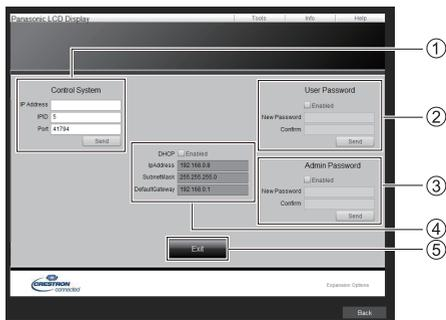 Panasonic LCD Display
Tools Info Help
Control System
IP Address
IPID 5
Port 41794
Send
User Password
Enabled
New Password
Confirm
Send
DHCP Enabled
IpAddress 192.168.0.8
SubnetMask 255.255.255.0
DefaultGateway 192.168.0.1
Admin Password
Enabled
New Password
Confirm
Send
Exit
CRESTRON
connected
Expansion Options
Back
1
2
3
4
5